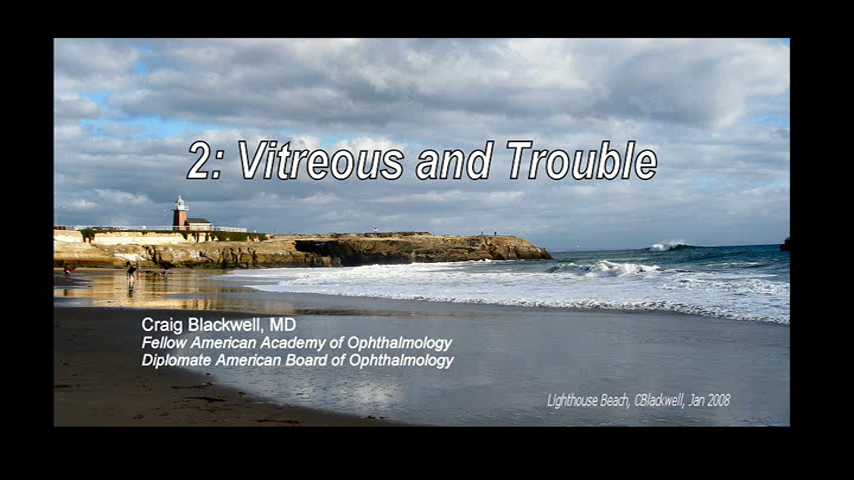 2: Vitreous and Trouble
Craig Blackwell, MD
Fellow American Academy of Ophthalmology
Diplomate American Board of Ophthalmology
Lighthouse Beach, CBlackwell, Jan 2008